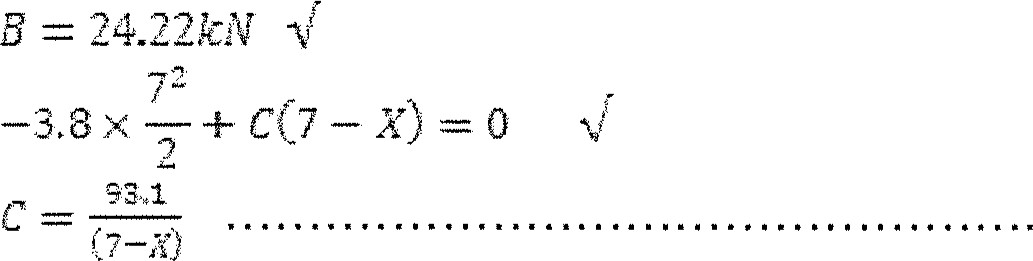 B = 24.22kN √
−3.8 × 7²/2 + C(7 − X) = 0 √
C = 93.1/(7−X) ................................................